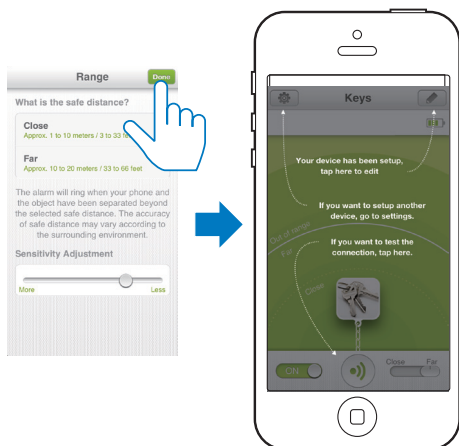 Range
Done
What is the safe distance?
Close
Approx. 1 to 10 meters / 3 to 33
Far
Approx. 10 to 20 meters / 33 to 66 feet
The alarm will ring when your phone and
the object have been separated beyond
the selected safe distance. The accuracy
of safe distance may vary according to
the surrounding environment.
Sensitivity Adjustment
More
Less
Keys
Your device has been setup,
tap here to edit
If you want to setup another
device, go to settings.
If you want to test the
connection, tap here.
Out of range
Far
Close
ON
Close
Far